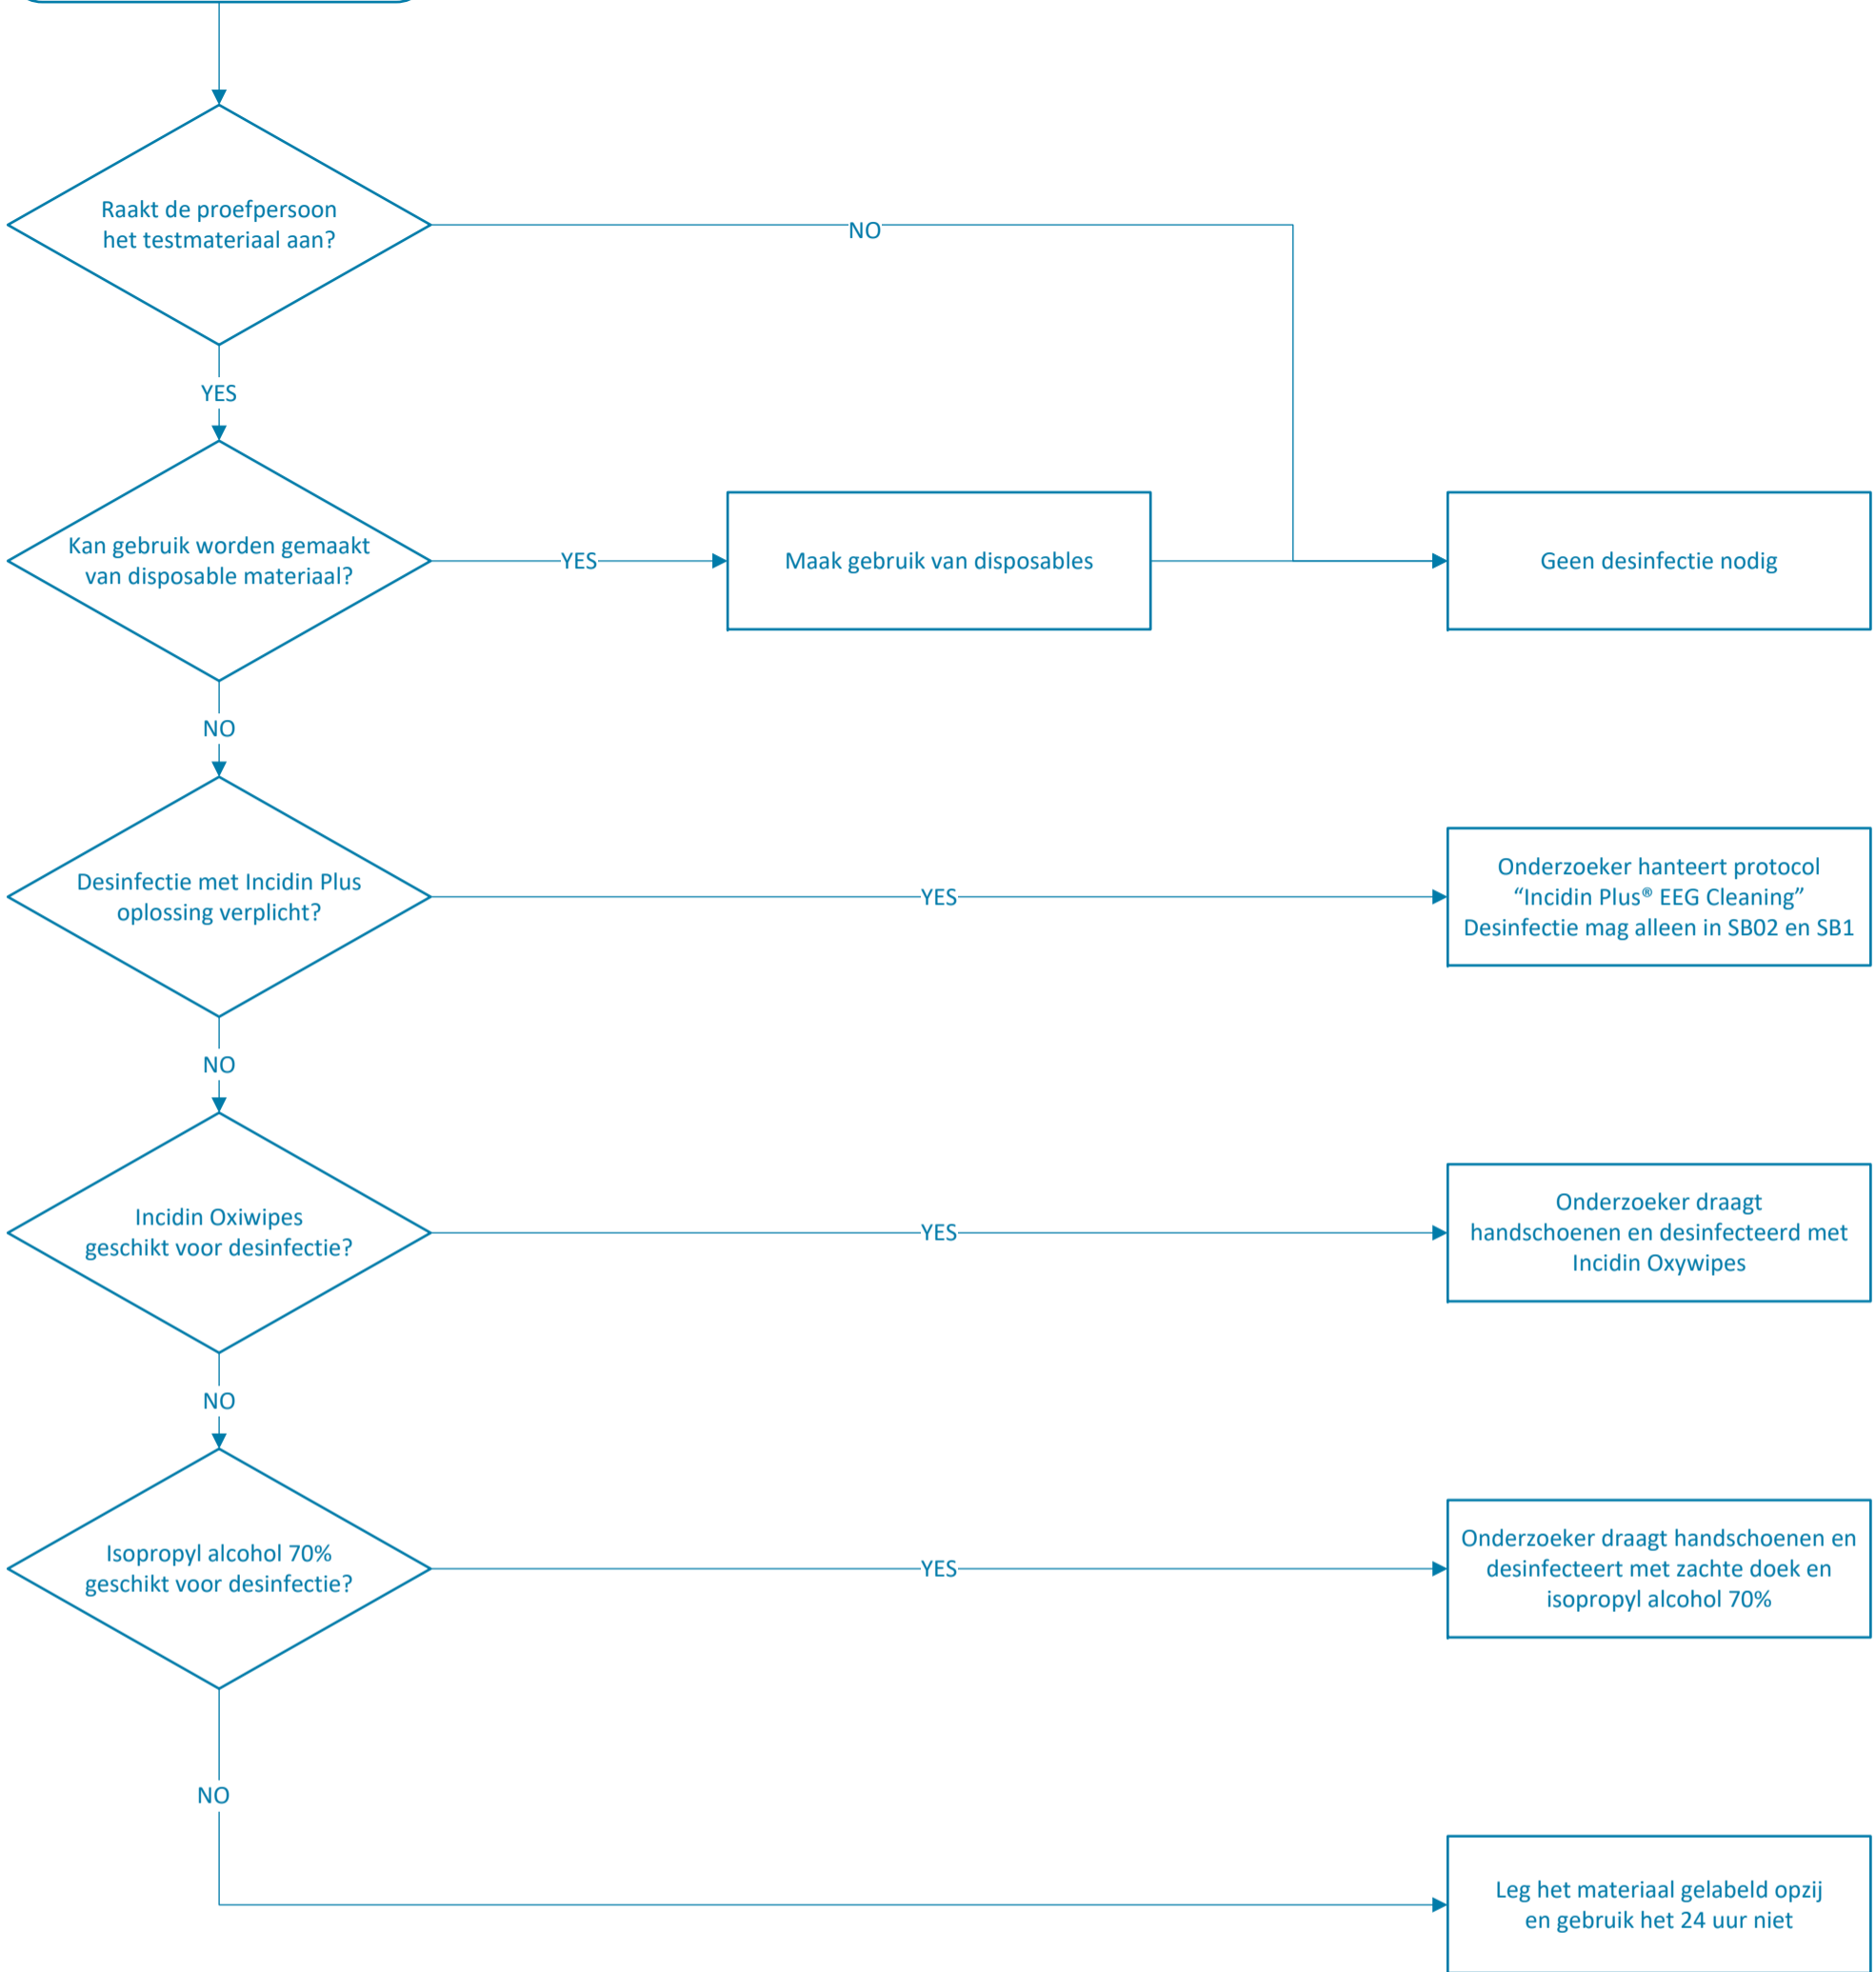 Raakt de proefpersoon
het testmateriaal aan?
NO
YES
Kan gebruik worden gemaakt
van disposable materiaal?
YES
Maak gebruik van disposables
Geen desinfectie nodig
NO
Desinfectie met Incidin Plus
oplossing verplicht?
YES
Onderzoeker hanteert protocol
“Incidin Plus® EEG Cleaning”
Desinfectie mag alleen in SB02 en SB1
NO
Incidin Oxiwipes
geschikt voor desinfectie?
YES
Onderzoeker draagt
handschoenen en desinfecteerd met
Incidin Oxywipes
NO
Isopropyl alcohol 70%
geschikt voor desinfectie?
YES
Onderzoeker draagt handschoenen en
desinfecteert met zachte doek en
isopropyl alcohol 70%
NO
Leg het materiaal gelabeld opzij
en gebruik het 24 uur niet